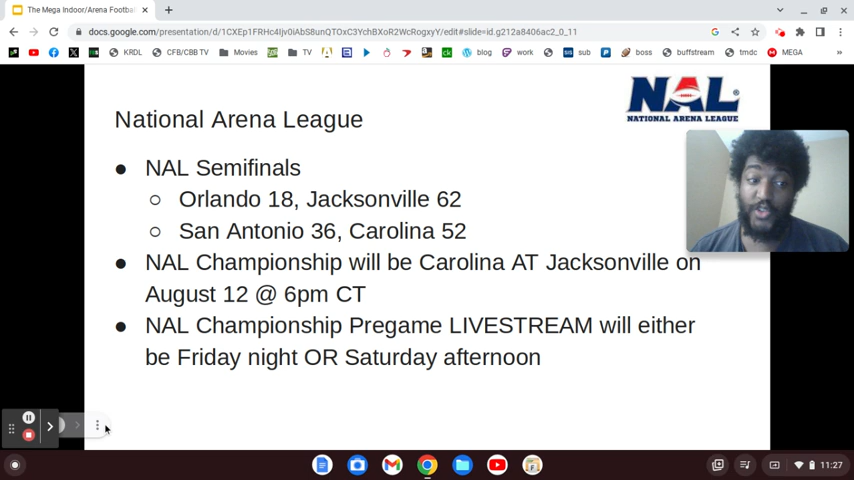 The Mega Indoor/Arena Footbal
docs.google.com/presentation/d/1CXEp1FRHc4Ijv0iAbS8unQTOxC3YchBXoR2WcRogxyY/edit#slide=id.g212a8406ac2_0_11
KRDL CFB/CBB TV Movies TV blog work sub boss buffstream tmdc MEGA »
NAL
NATIONAL ARENA LEAGUE
National Arena League
● NAL Semifinals
○ Orlando 18, Jacksonville 62
○ San Antonio 36, Carolina 52
● NAL Championship will be Carolina AT Jacksonville on
August 12 @ 6pm CT
● NAL Championship Pregame LIVESTREAM will either
be Friday night OR Saturday afternoon
11:27